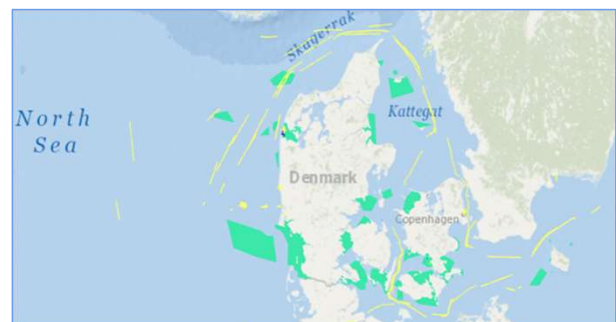 Skagerrak
North
Sea
Kattegat
Denmark
Copenhagen